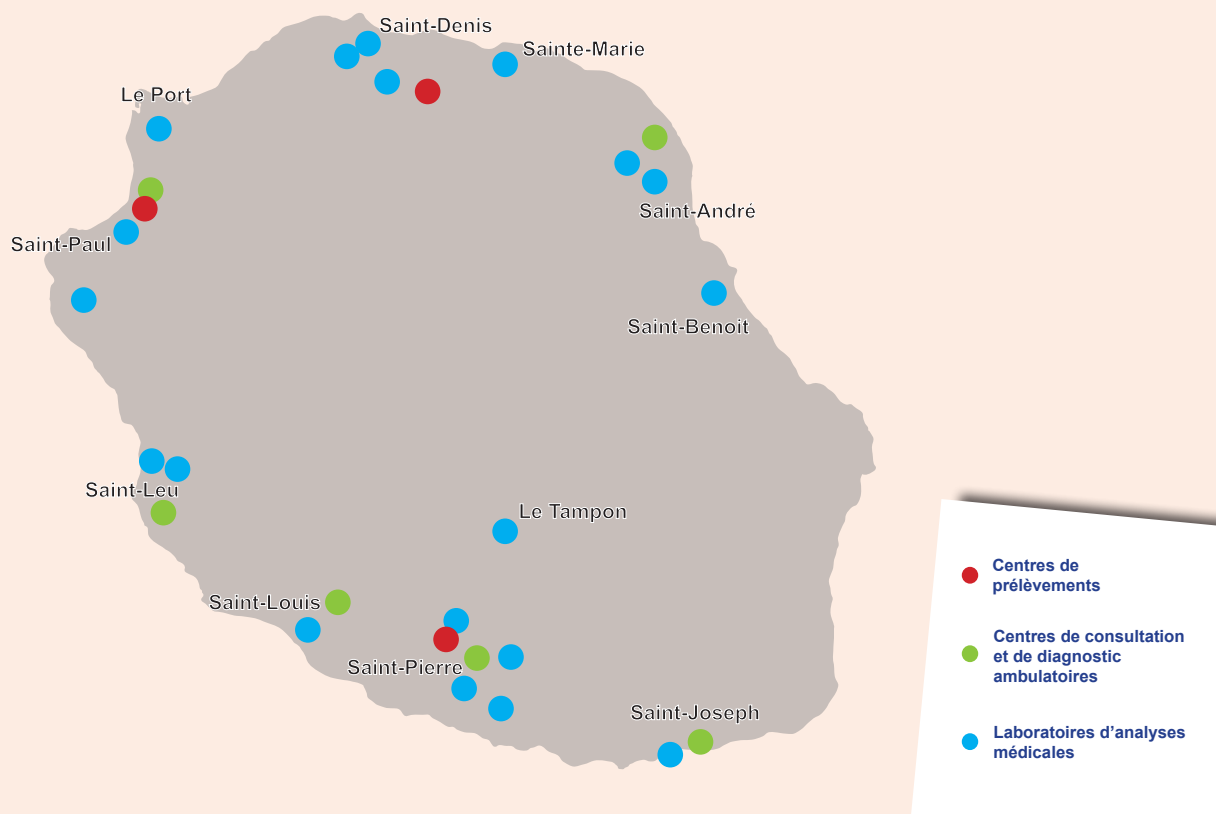 Saint-Denis
Sainte-Marie
Le Port
Saint-André
Saint-Paul
Saint-Benoit
Saint-Leu
Le Tampon
Saint-Louis
Saint-Pierre
Saint-Joseph
Centres de
prélèvements
Centres de consultation
et de diagnostic
ambulatoires
Laboratoires d’analyses
médicales